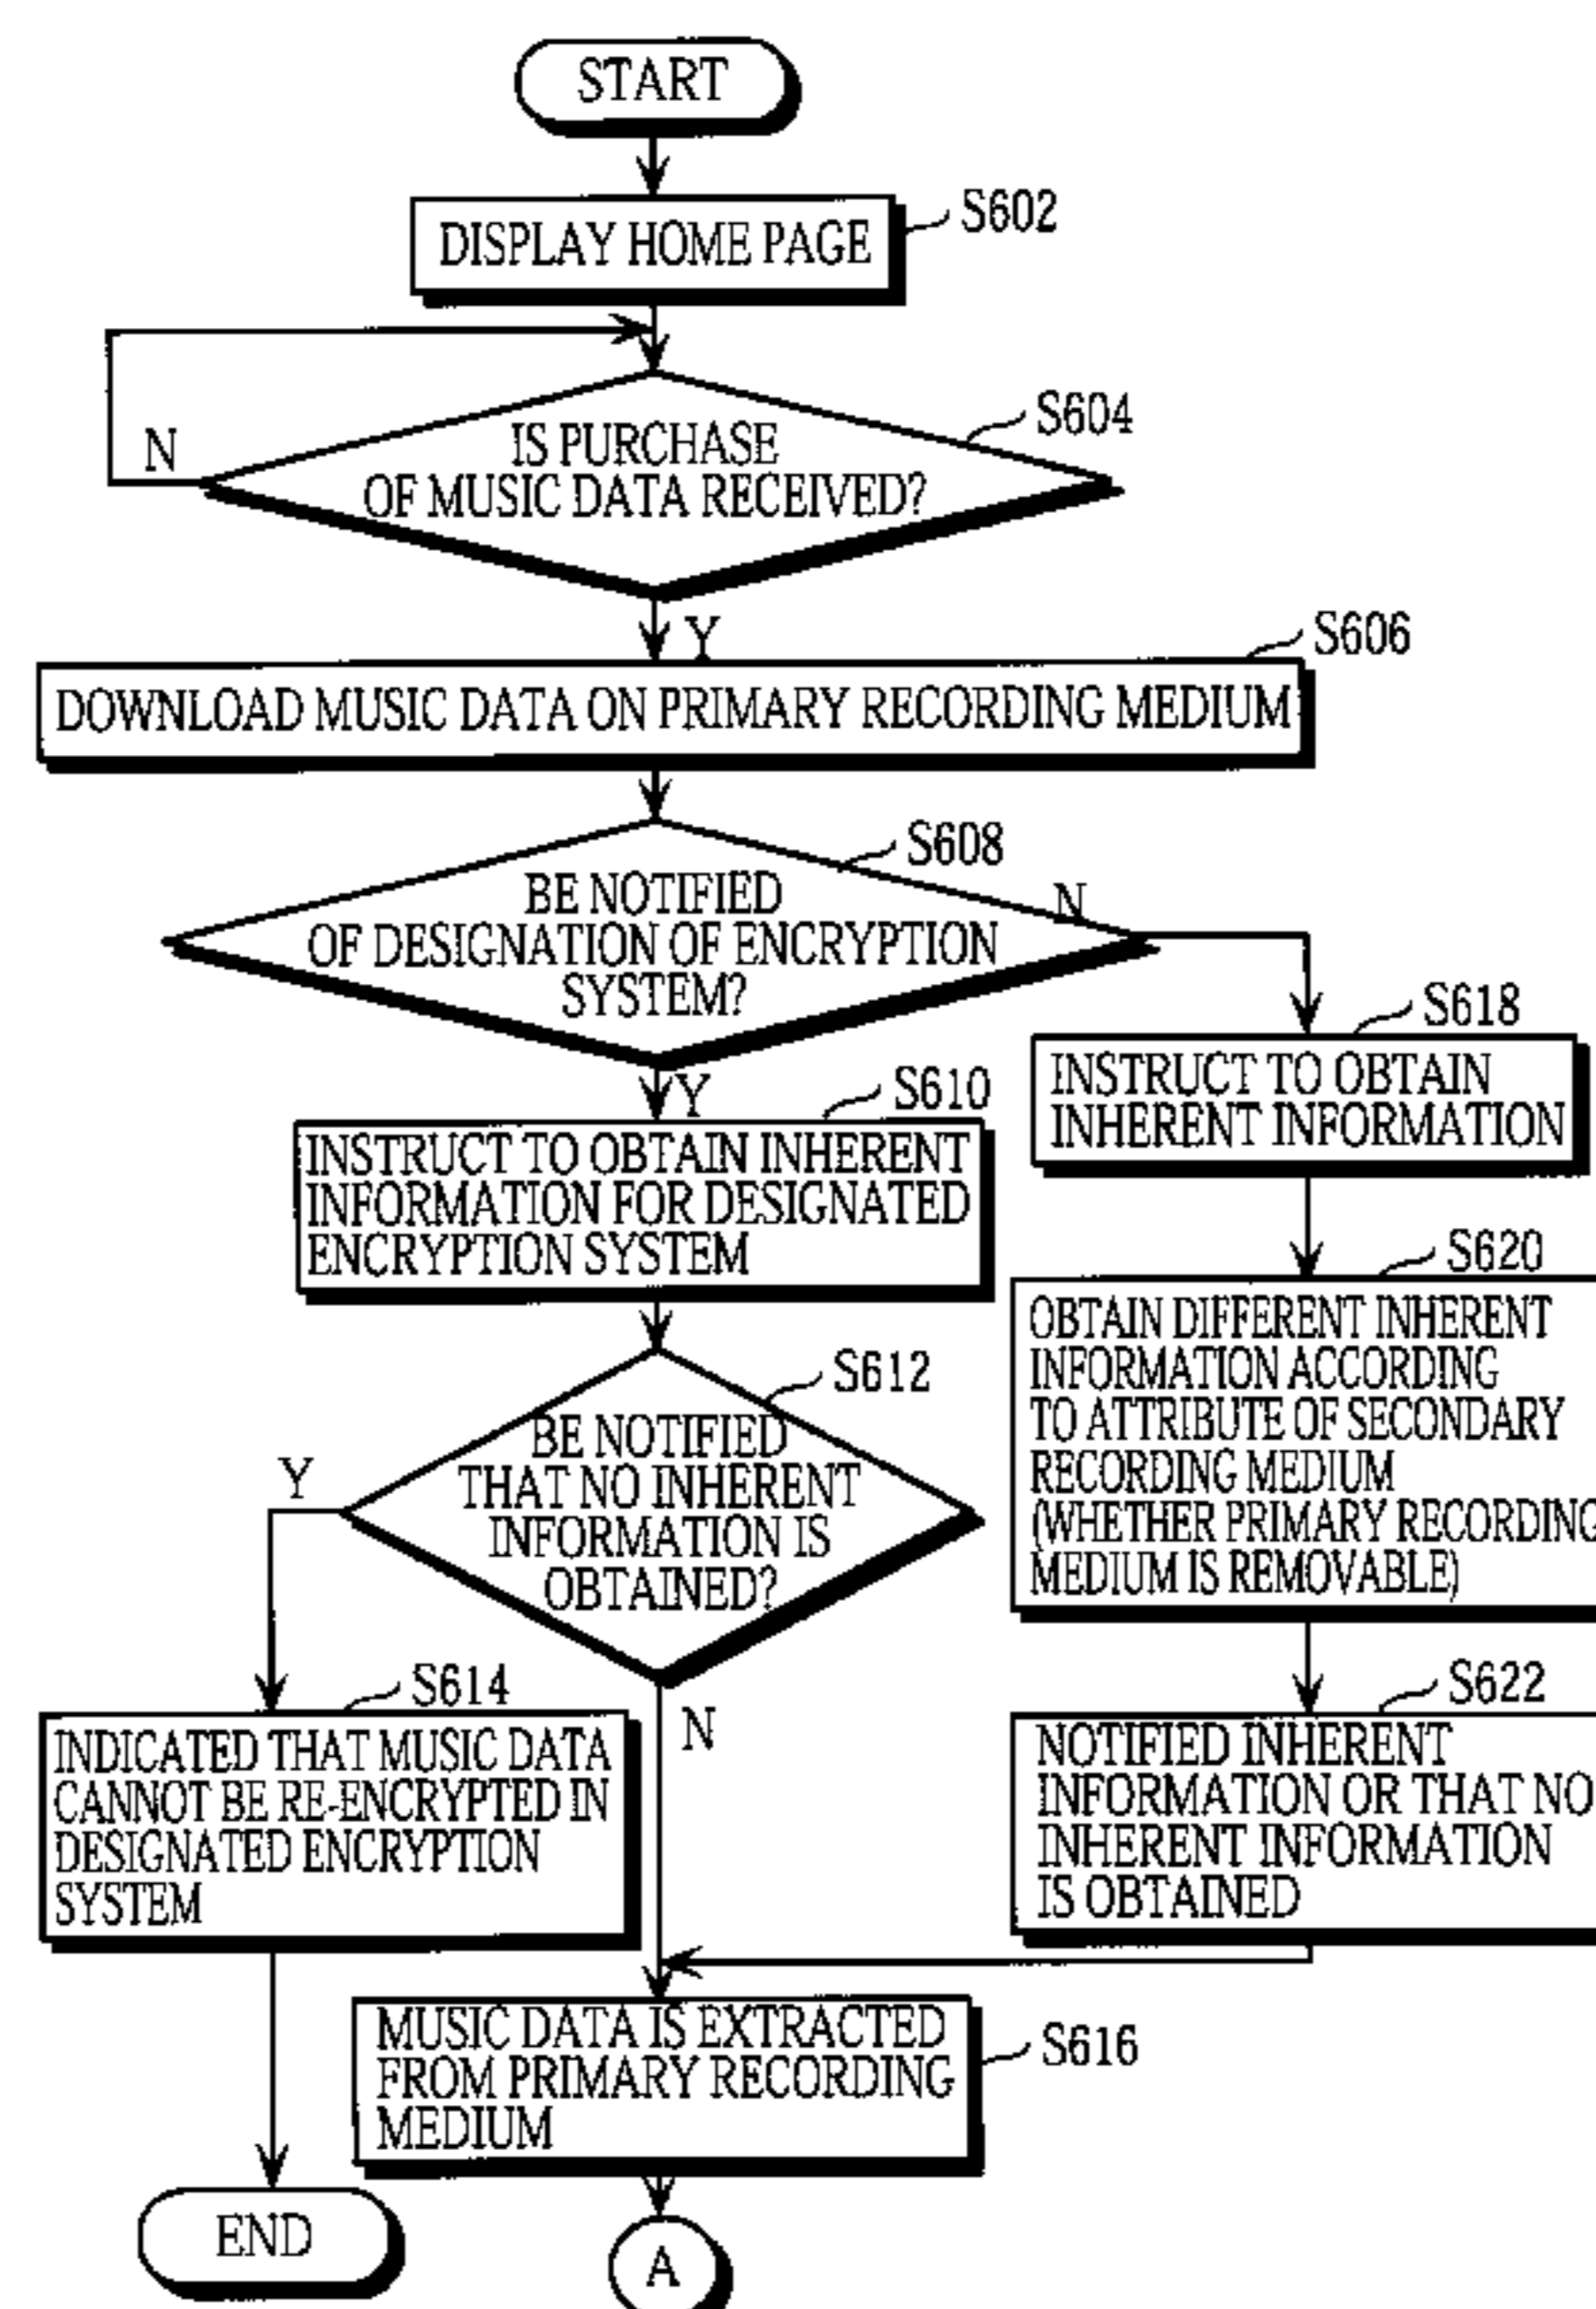 START
S602
DISPLAY HOME PAGE
S604
N
IS PURCHASE
OF MUSIC DATA RECEIVED?
Y
S606
DOWNLOAD MUSIC DATA ON PRIMARY RECORDING MEDIUM
S608
N
BE NOTIFIED
OF DESIGNATION OF ENCRYPTION
SYSTEM?
Y
S610
INSTRUCT TO OBTAIN INHERENT
INFORMATION FOR DESIGNATED
ENCRYPTION SYSTEM
S618
INSTRUCT TO OBTAIN
INHERENT INFORMATION
S612
Y
BE NOTIFIED
THAT NO INHERENT
INFORMATION IS
OBTAINED?
N
S620
OBTAIN DIFFERENT INHERENT
INFORMATION ACCORDING
TO ATTRIBUTE OF SECONDARY
RECORDING MEDIUM
(WHETHER PRIMARY RECORDING
MEDIUM IS REMOVABLE)
S614
INDICATED THAT MUSIC DATA
CANNOT BE RE-ENCRYPTED IN
DESIGNATED ENCRYPTION
SYSTEM
S622
NOTIFIED INHERENT
INFORMATION OR THAT NO
INHERENT INFORMATION
IS OBTAINED
S616
MUSIC DATA IS EXTRACTED
FROM PRIMARY RECORDING
MEDIUM
END
A